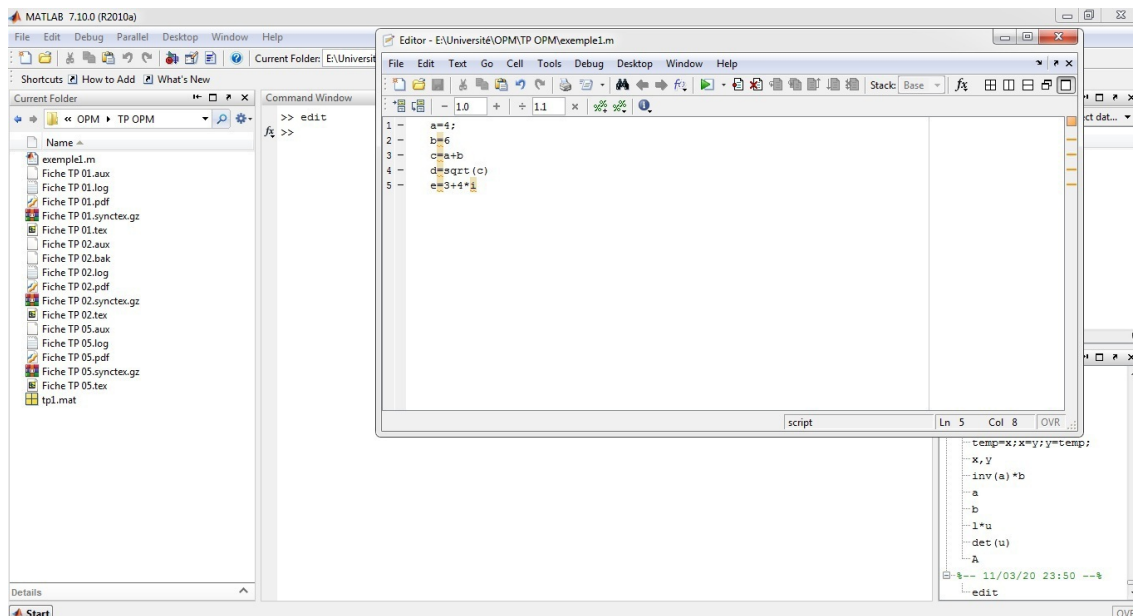 MATLAB 7.10.0 (R2010a)
File Edit Debug Parallel Desktop Window Help
Current Folder: E:\Universit
Shortcuts How to Add What's New
Current Folder
« OPM TP OPM
Name
exemple1.m
Fiche TP 01.aux
Fiche TP 01.log
Fiche TP 01.pdf
Fiche TP 01.synctex.gz
Fiche TP 01.tex
Fiche TP 02.aux
Fiche TP 02.bak
Fiche TP 02.log
Fiche TP 02.pdf
Fiche TP 02.synctex.gz
Fiche TP 02.tex
Fiche TP 05.aux
Fiche TP 05.log
Fiche TP 05.pdf
Fiche TP 05.synctex.gz
Fiche TP 05.tex
tp1.mat
Details
Start
Command Window
>> edit
fx >>
Editor - E:\Université\OPM\TP OPM\exemple1.m
File Edit Text Go Cell Tools Debug Desktop Window Help
Stack: Base fx
- 1.0 + ÷ 1.1 ×
1 - a=4;
2 - b=6
3 - c=a+b
4 - d=sqrt(c)
5 - e=3+4*i
script Ln 5 Col 8 OVR
ct dat...
temp=x;x=y;y=temp;
x,y
inv(a)*b
a
b
l*u
det(u)
A
%-- 11/03/20 23:50 --%
edit
OVR